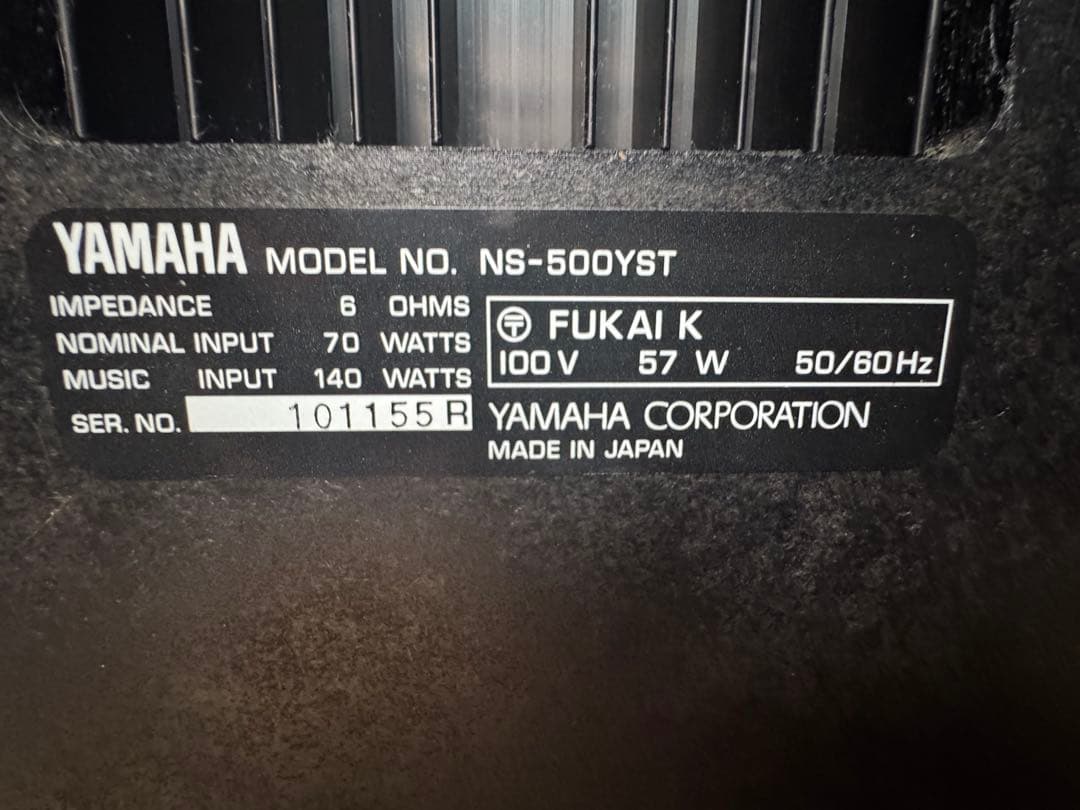 YAMAHA MODEL NO. NS-500YST
IMPEDANCE 6 OHMS
NOMINAL INPUT 70 WATTS
MUSIC INPUT 140 WATTS
SER. NO. 101155 R
〶 FUKAI K
100V 57 W 50/60Hz
YAMAHA CORPORATION
MADE IN JAPAN